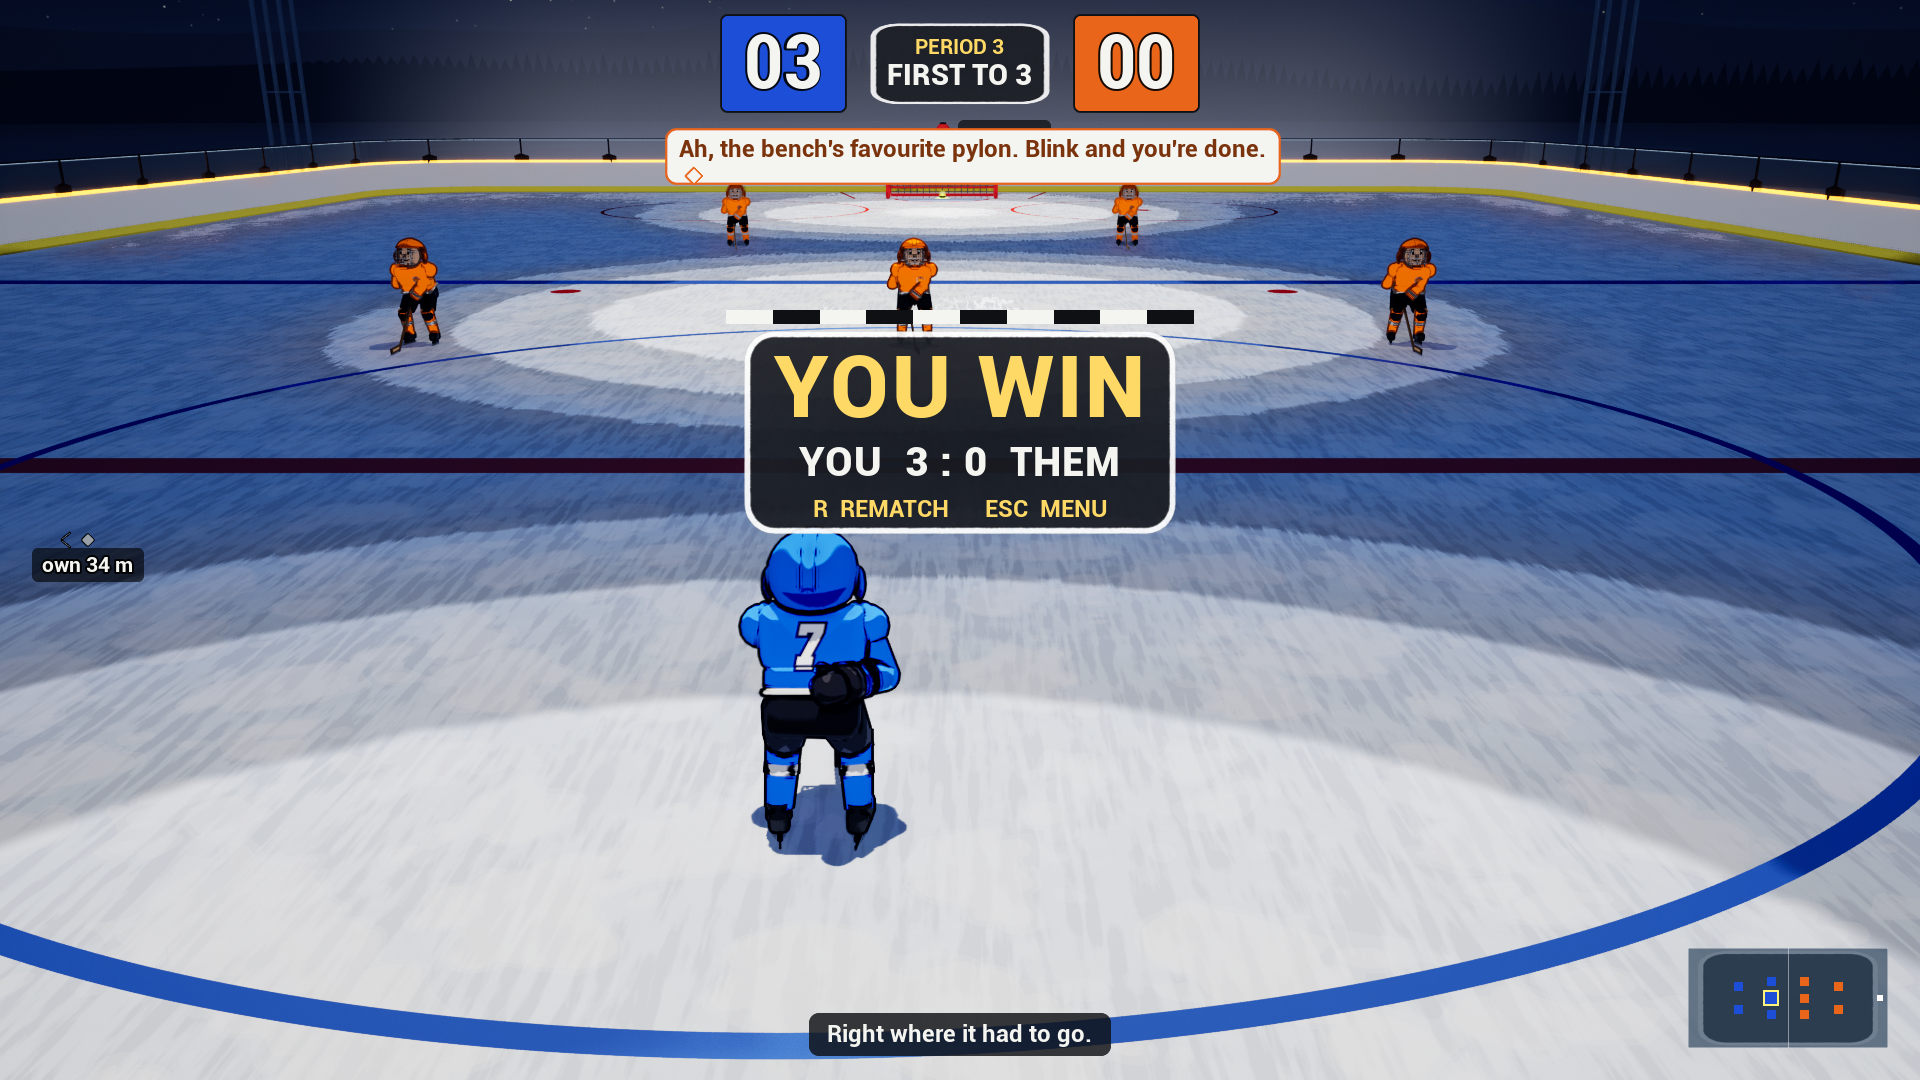 03
PERIOD 3
FIRST TO 3
00
Ah, the bench's favourite pylon. Blink and you're done.
YOU WIN
YOU 3 : 0 THEM
R REMATCH ESC MENU
own 34 m
7
Right where it had to go.